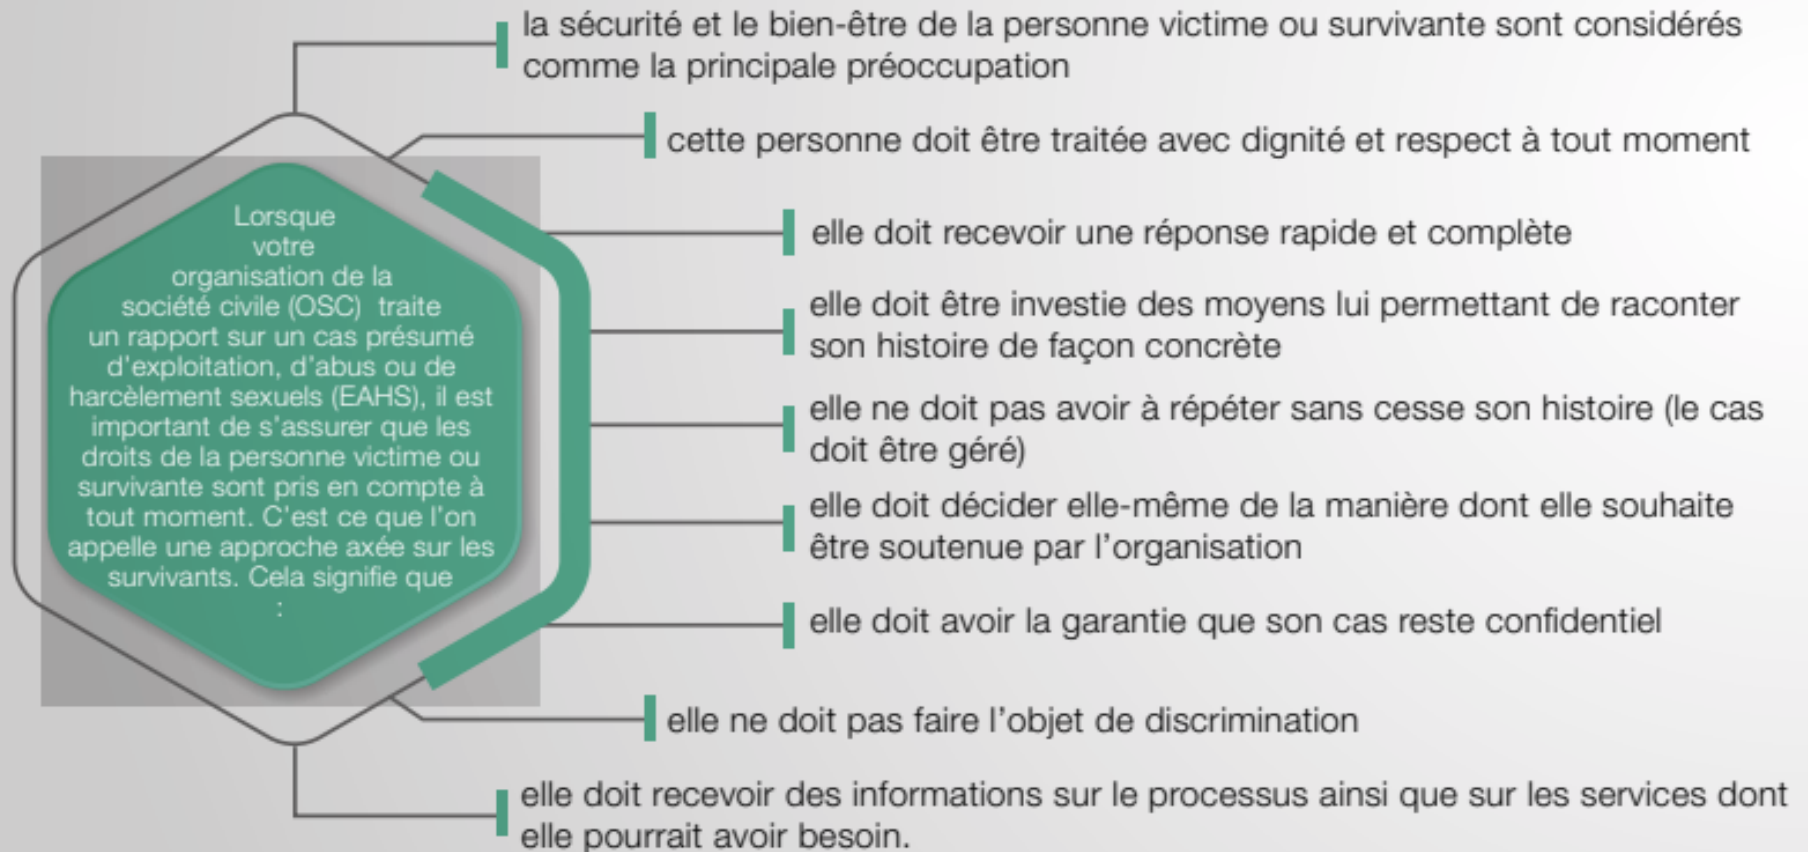 Lorsque
votre
organisation de la
société civile (OSC) traite
un rapport sur un cas présumé
d'exploitation, d'abus ou de
harcèlement sexuels (EAHS), il est
important de s'assurer que les
droits de la personne victime ou
survivante sont pris en compte à
tout moment. C'est ce que l'on
appelle une approche axée sur les
survivants. Cela signifie que
:
la sécurité et le bien-être de la personne victime ou survivante sont considérés
comme la principale préoccupation
cette personne doit être traitée avec dignité et respect à tout moment
elle doit recevoir une réponse rapide et complète
elle doit être investie des moyens lui permettant de raconter
son histoire de façon concrète
elle ne doit pas avoir à répéter sans cesse son histoire (le cas
doit être géré)
elle doit décider elle-même de la manière dont elle souhaite
être soutenue par l'organisation
elle doit avoir la garantie que son cas reste confidentiel
elle ne doit pas faire l'objet de discrimination
elle doit recevoir des informations sur le processus ainsi que sur les services dont
elle pourrait avoir besoin.